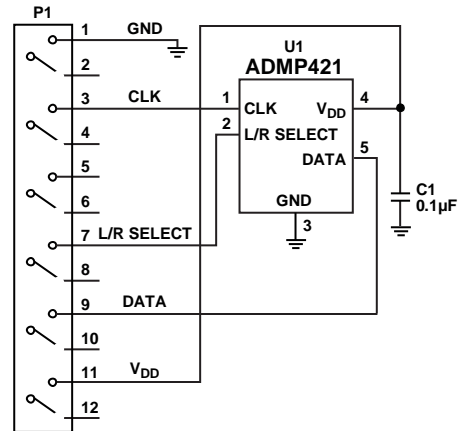 P1
1 GND
2
3 CLK
4
5
6
7 L/R SELECT
8
9 DATA
10
11 VDD
12
U1
ADMP421
1 CLK
2 L/R SELECT
VDD 4
DATA 5
GND
3
C1
0.1µF